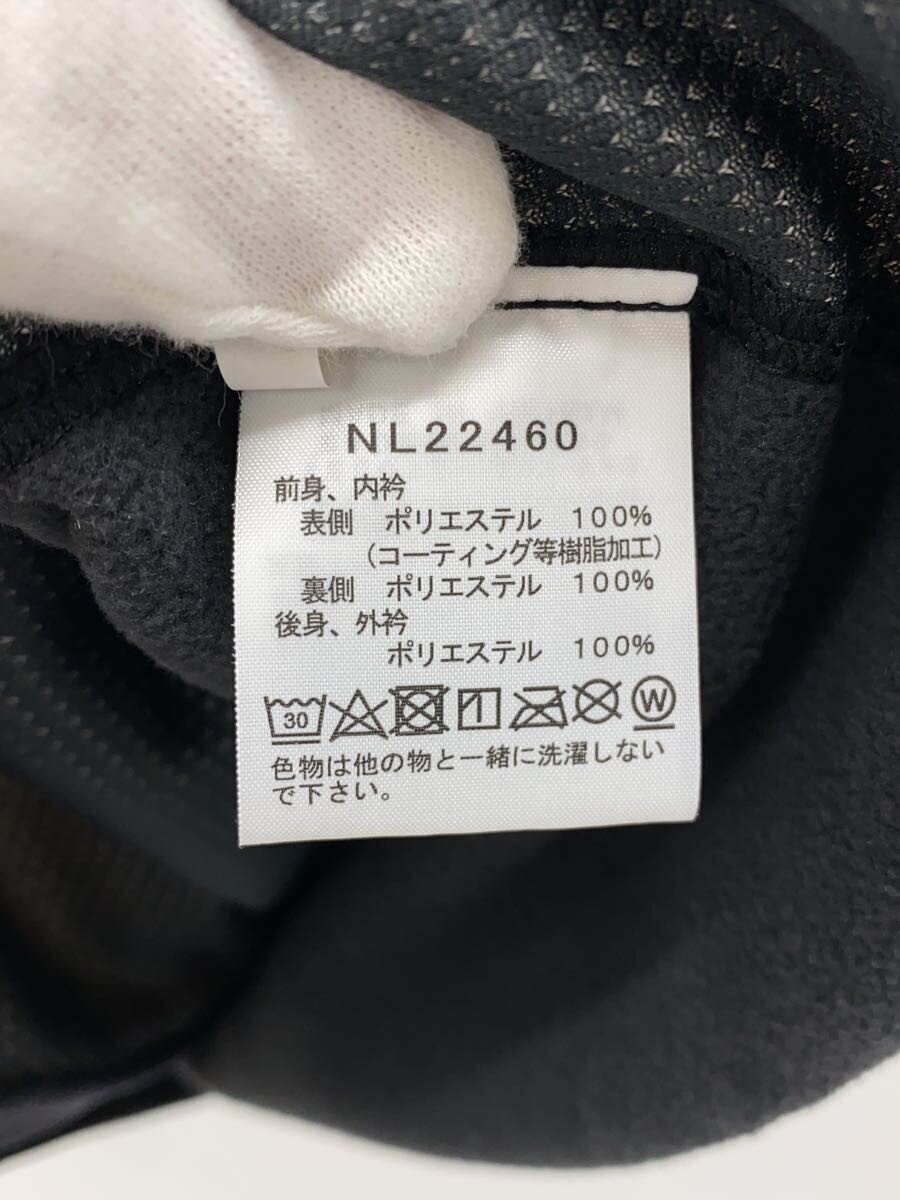 NL22460
前身、内衿
表側 ポリエステル 100%
(コーティング等樹脂加工)
裏側 ポリエステル 100%
後身、外衿
ポリエステル 100%
30 W
色物は他の物と一緒に洗濯しない
で下さい。